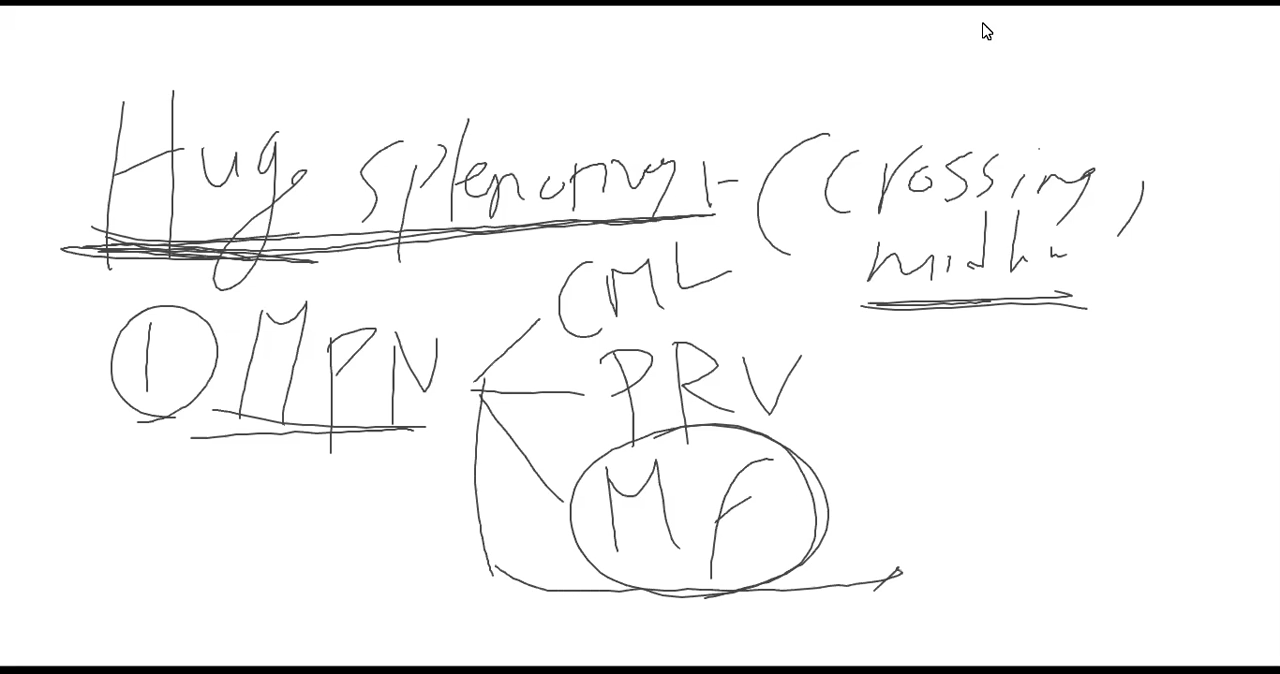 Huge splenomegaly (crossing,
midline
① MPN CML
PRV
MF